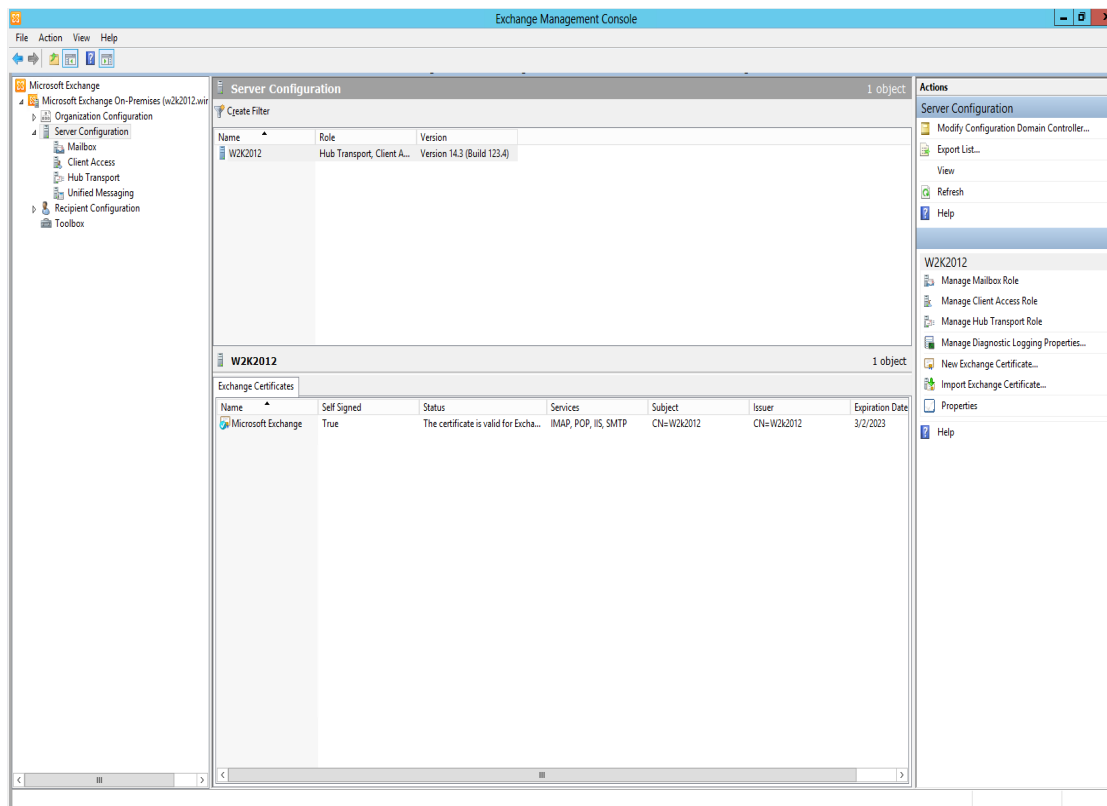 Exchange Management Console
File Action View Help
Microsoft Exchange
Microsoft Exchange On-Premises (w2k2012.wir
Organization Configuration
Server Configuration
Mailbox
Client Access
Hub Transport
Unified Messaging
Recipient Configuration
Toolbox
Server Configuration 1 object
Create Filter
Name Role Version
W2K2012 Hub Transport, Client A... Version 14.3 (Build 123.4)
W2K2012 1 object
Exchange Certificates
Name Self Signed Status Services Subject Issuer Expiration Date
Microsoft Exchange True The certificate is valid for Excha... IMAP, POP, IIS, SMTP CN=W2k2012 CN=W2k2012 3/2/2023
Actions
Server Configuration
Modify Configuration Domain Controller...
Export List...
View
Refresh
Help
W2K2012
Manage Mailbox Role
Manage Client Access Role
Manage Hub Transport Role
Manage Diagnostic Logging Properties...
New Exchange Certificate...
Import Exchange Certificate...
Properties
Help